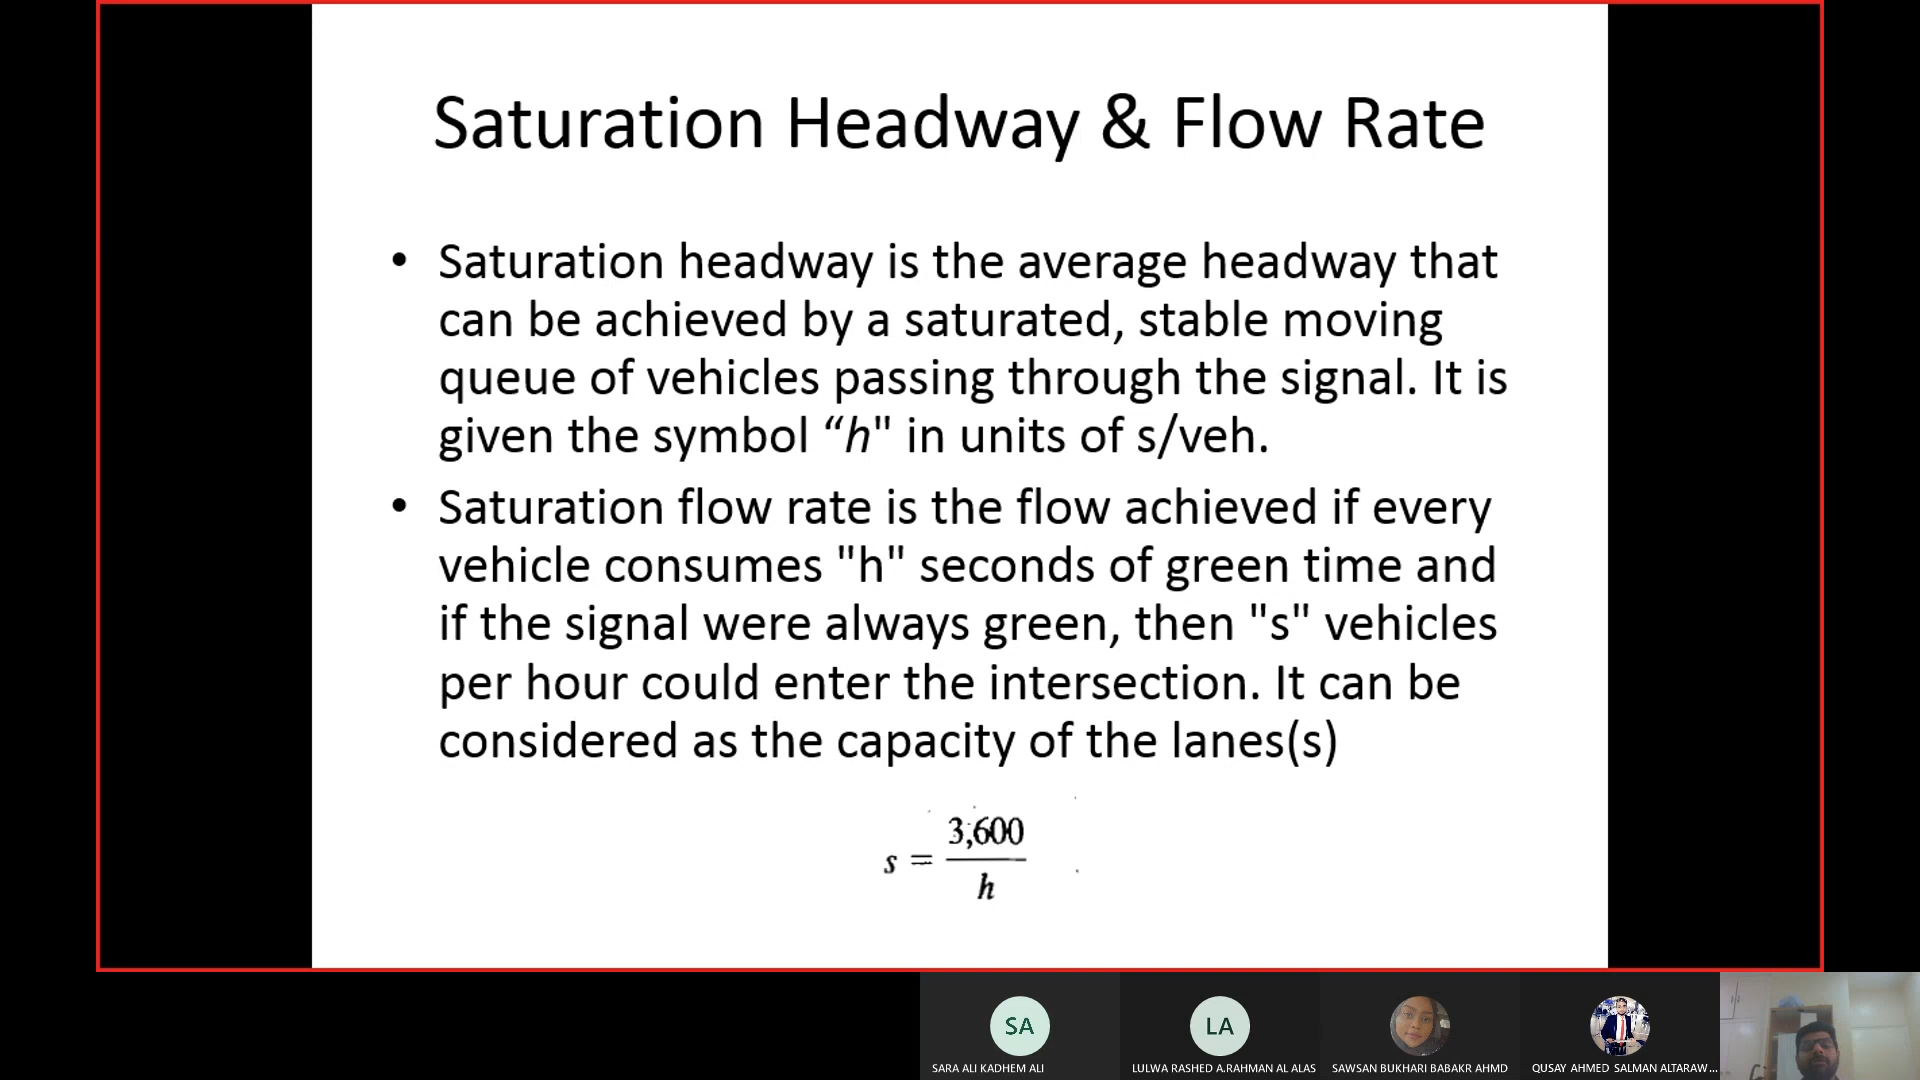 Saturation Headway & Flow Rate
• Saturation headway is the average headway that
can be achieved by a saturated, stable moving
queue of vehicles passing through the signal. It is
given the symbol “h" in units of s/veh.
• Saturation flow rate is the flow achieved if every
vehicle consumes "h" seconds of green time and
if the signal were always green, then "s" vehicles
per hour could enter the intersection. It can be
considered as the capacity of the lanes(s)
s = 3,600 / h
SA
LA
SARA ALI KADHEM ALI
LULWA RASHED A.RAHMAN AL ALAS
SAWSAN BUKHARI BABAKR AHMD
QUSAY AHMED SALMAN ALTARAW...